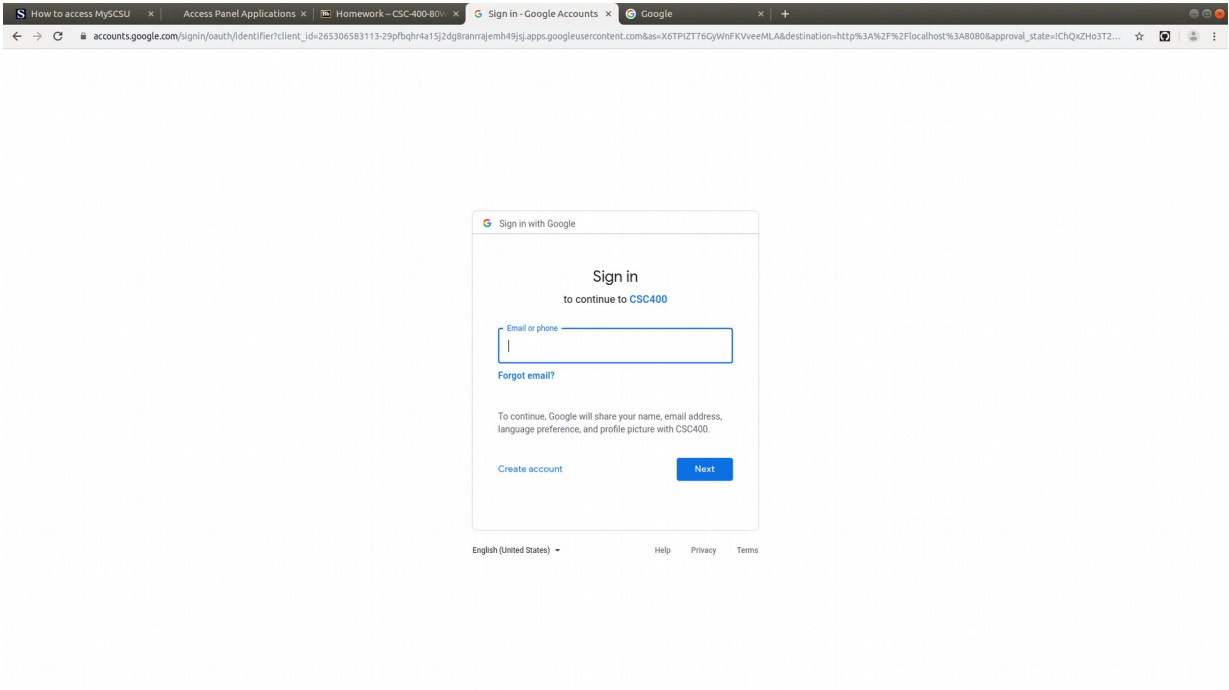 How to access MySCSU
Access Panel Applications
Homework – CSC-400-80W
Sign in - Google Accounts
Google
accounts.google.com/signin/oauth/identifier?client_id=265306583113-29pfbqhr4a15j2dg8ranrrajemh49jsj.apps.googleusercontent.com&as=X6TPIZT76GyWnFKVveeMLA&destination=http%3A%2F%2Flocalhost%3A8080&approval_state=!ChQxZHo3T2...
Sign in with Google
Sign in
to continue to CSC400
Email or phone
Forgot email?
To continue, Google will share your name, email address,
language preference, and profile picture with CSC400.
Create account
Next
English (United States)
Help Privacy Terms